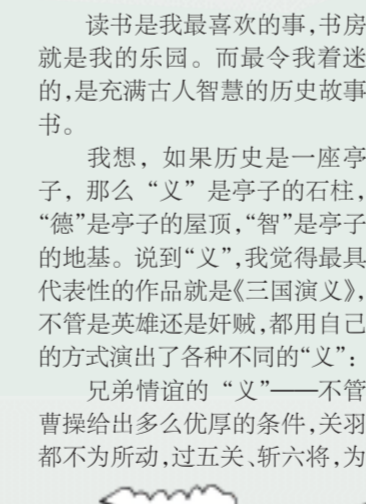 读书是我最喜欢的事,书房
就是我的乐园。而最令我着迷
的,是充满古人智慧的历史故事
书。
我想，如果历史是一座亭
子，那么“义”是亭子的石柱,
“德”是亭子的屋顶,“智”是亭子
的地基。说到“义”,我觉得最具
代表性的作品就是《三国演义》,
不管是英雄还是奸贼,都用自己
的方式演出了各种不同的“义”：
兄弟情谊的“义”——不管
曹操给出多么优厚的条件,关羽
都不为所动,过五关、斩六将,为